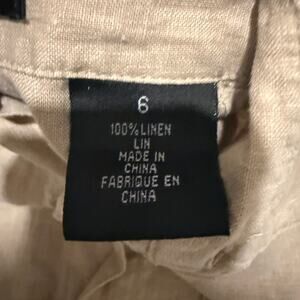 6
100% LINEN
LIN
MADE IN
CHINA
FABRIQUE EN
CHINA